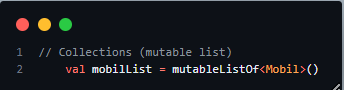 1 // Collections (mutable list)
2 val mobilList = mutableListOf<Mobil>()